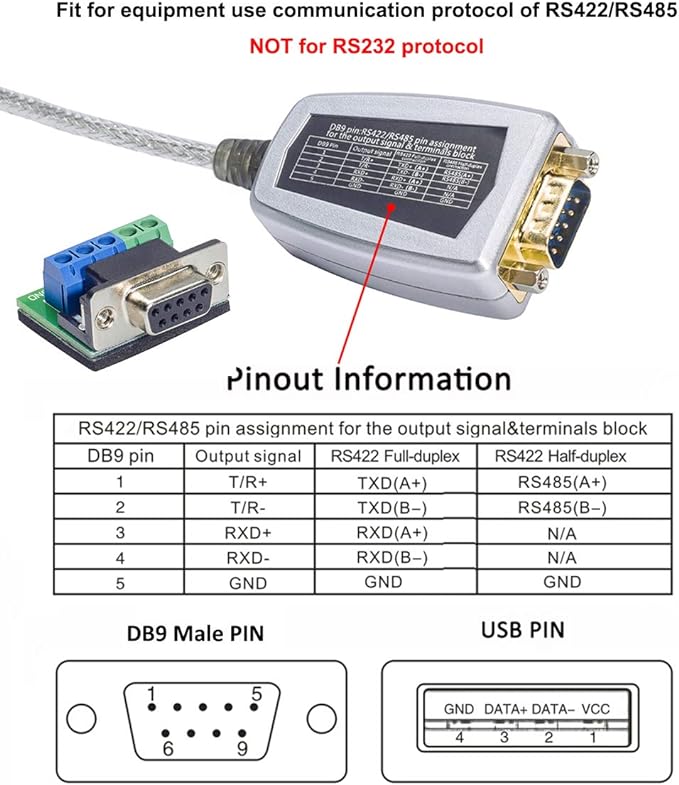 Fit for equipment use communication protocol of RS422/RS485
NOT for RS232 protocol
DB9 pin:RS422/RS485 pin assignment
for the output signal & terminals block
DB9 Pin Output signal RS422 Full-duplex RS422 Half-duplex
1 T/R+ TXD (A+) RS485(A+)
2 T/R- TXD (B-) RS485(B-)
3 RXD+ RXD (A+) N/A
4 RXD- RXD (B-) N/A
5 GND GND GND
GND
Pinout Information
RS422/RS485 pin assignment for the output signal&terminals block
DB9 pin Output signal RS422 Full-duplex RS422 Half-duplex
1 T/R+ TXD(A+) RS485(A+)
2 T/R- TXD(B–) RS485(B–)
3 RXD+ RXD(A+) N/A
4 RXD- RXD(B–) N/A
5 GND GND GND
DB9 Male PIN
USB PIN
1 5
6 9
GND DATA+ DATA– VCC
4 3 2 1